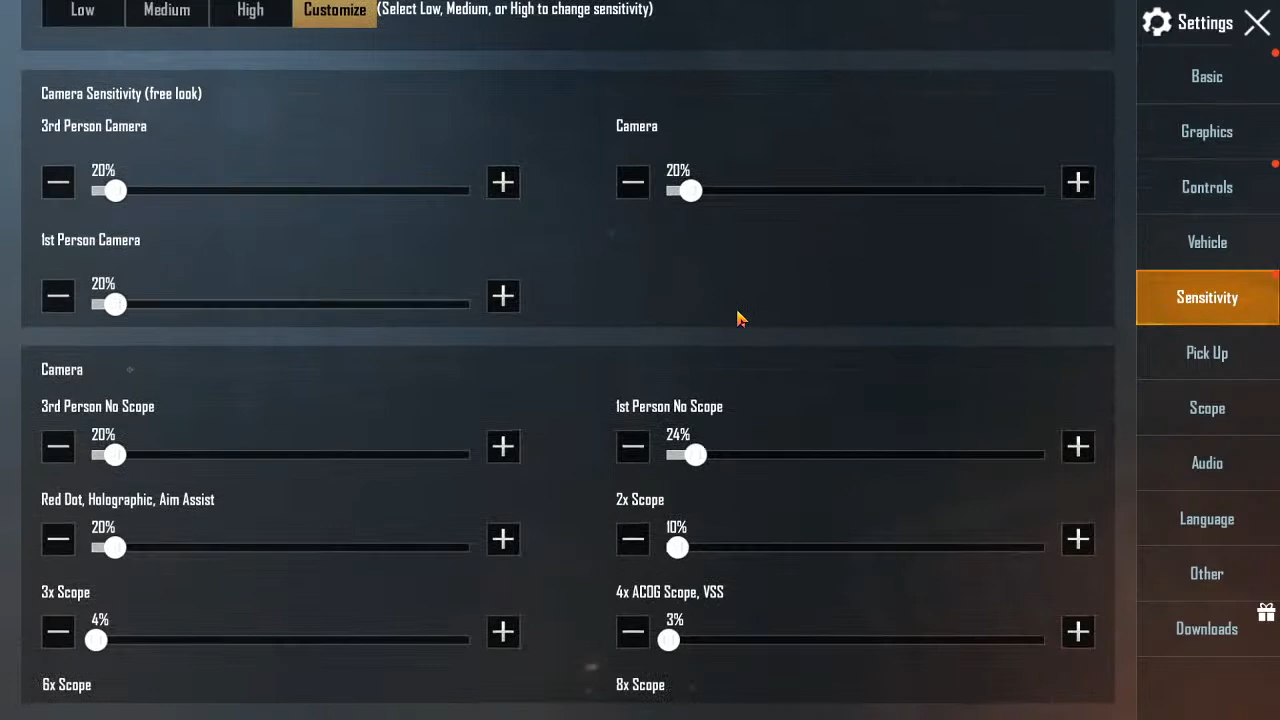 Low
Medium
High
Customize
(Select Low, Medium, or High to change sensitivity)
Settings
Camera Sensitivity (free look)
3rd Person Camera
20%
Camera
20%
1st Person Camera
20%
Camera
3rd Person No Scope
20%
1st Person No Scope
24%
Red Dot, Holographic, Aim Assist
20%
2x Scope
10%
3x Scope
4%
4x ACOG Scope, VSS
3%
6x Scope
8x Scope
Basic
Graphics
Controls
Vehicle
Sensitivity
Pick Up
Scope
Audio
Language
Other
Downloads